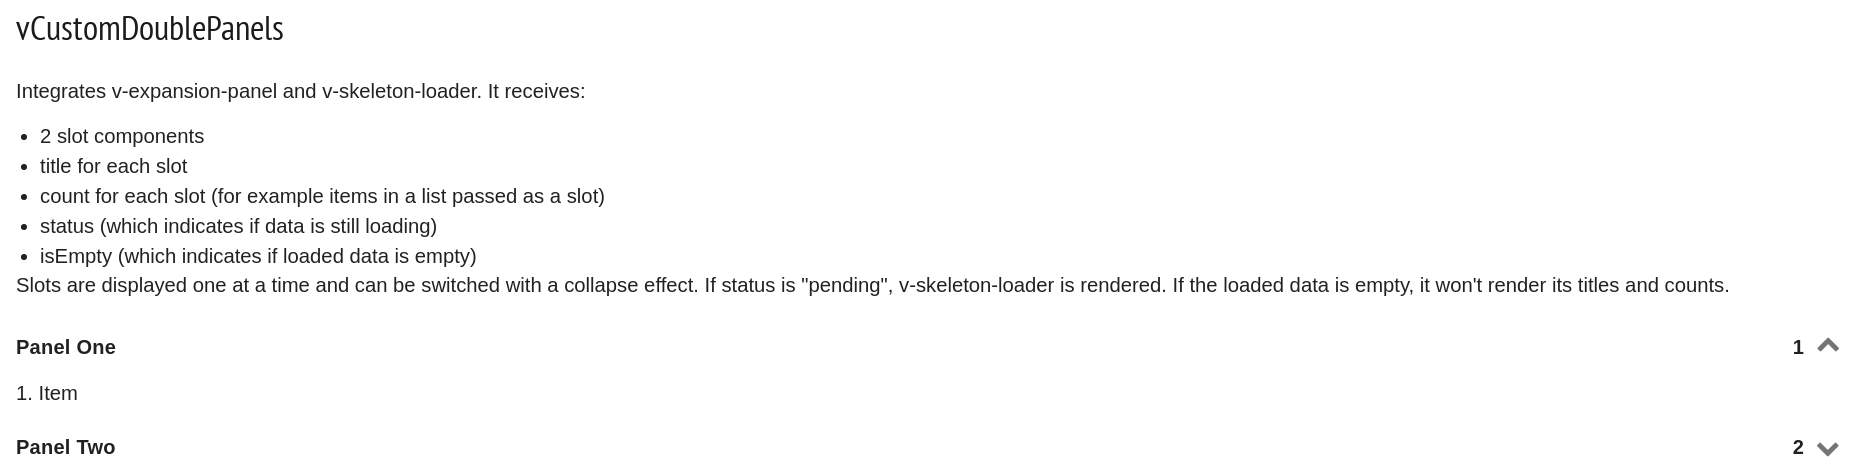 vCustomDoublePanels
Integrates v-expansion-panel and v-skeleton-loader. It receives:
• 2 slot components
• title for each slot
• count for each slot (for example items in a list passed as a slot)
• status (which indicates if data is still loading)
• isEmpty (which indicates if loaded data is empty)
Slots are displayed one at a time and can be switched with a collapse effect. If status is "pending", v-skeleton-loader is rendered. If the loaded data is empty, it won't render its titles and counts.
Panel One 1
1. Item
Panel Two 2